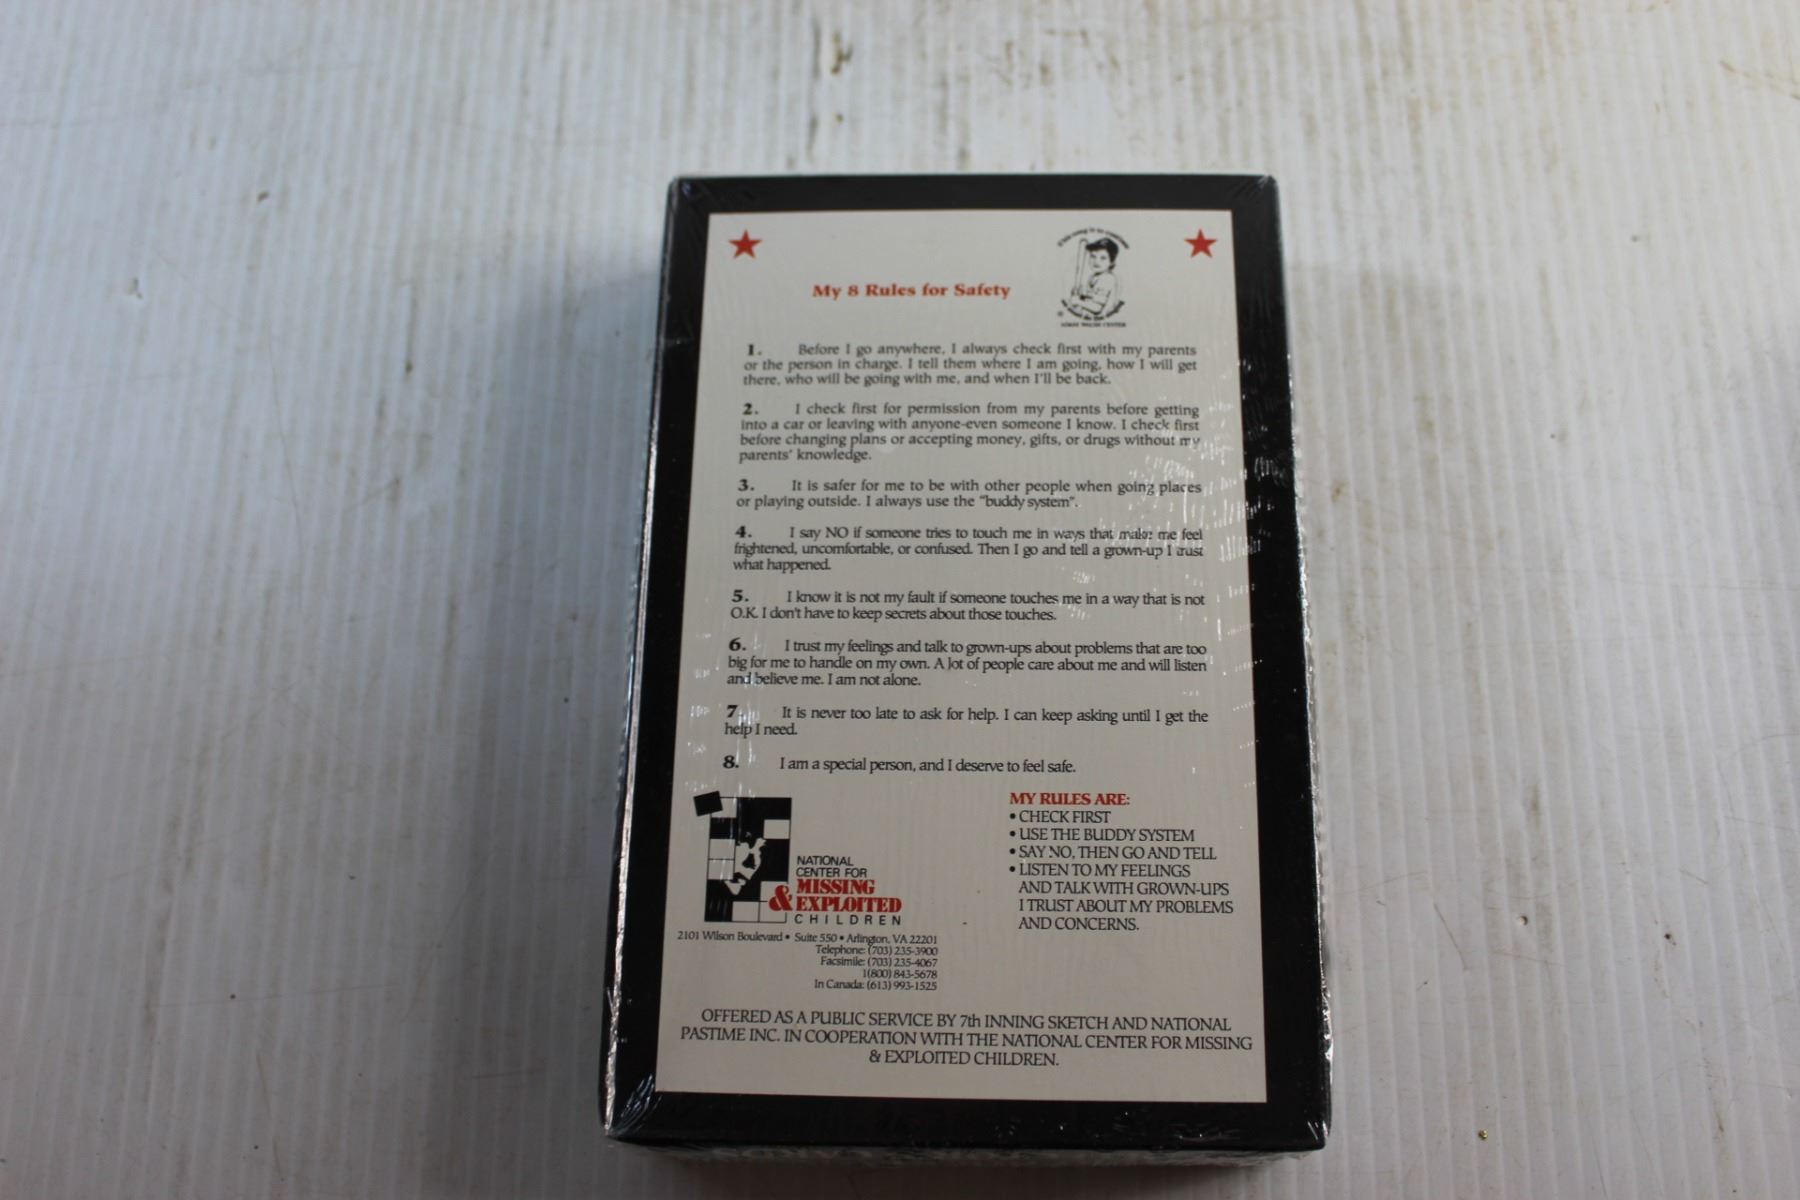 My 8 Rules for Safety
ADAM WALSH CENTER
1. Before I go anywhere, I always check first with my parents
or the person in charge. I tell them where I am going, how I will get
there, who will be going with me, and when I'll be back.
2. I check first for permission from my parents before getting
into a car or leaving with anyone-even someone I know. I check first
before changing plans or accepting money, gifts, or drugs without my
parents' knowledge.
3. It is safer for me to be with other people when going places
or playing outside. I always use the "buddy system".
4. I say NO if someone tries to touch me in ways that make me feel
frightened, uncomfortable, or confused. Then I go and tell a grown-up I trust
what happened.
5. I know it is not my fault if someone touches me in a way that is not
O.K. I don't have to keep secrets about those touches.
6. I trust my feelings and talk to grown-ups about problems that are too
big for me to handle on my own. A lot of people care about me and will listen
and believe me. I am not alone.
7. It is never too late to ask for help. I can keep asking until I get the
help I need.
8. I am a special person, and I deserve to feel safe.
NATIONAL
CENTER FOR
MISSING
& EXPLOITED
CHILDREN
2101 Wilson Boulevard • Suite 550 • Arlington, VA 22201
Telephone: (703) 235-3900
Facsimile: (703) 235-4067
1(800) 843-5678
In Canada: (613) 993-1525
MY RULES ARE:
• CHECK FIRST
• USE THE BUDDY SYSTEM
• SAY NO, THEN GO AND TELL
• LISTEN TO MY FEELINGS
AND TALK WITH GROWN-UPS
I TRUST ABOUT MY PROBLEMS
AND CONCERNS.
OFFERED AS A PUBLIC SERVICE BY 7th INNING SKETCH AND NATIONAL
PASTIME INC. IN COOPERATION WITH THE NATIONAL CENTER FOR MISSING
& EXPLOITED CHILDREN.